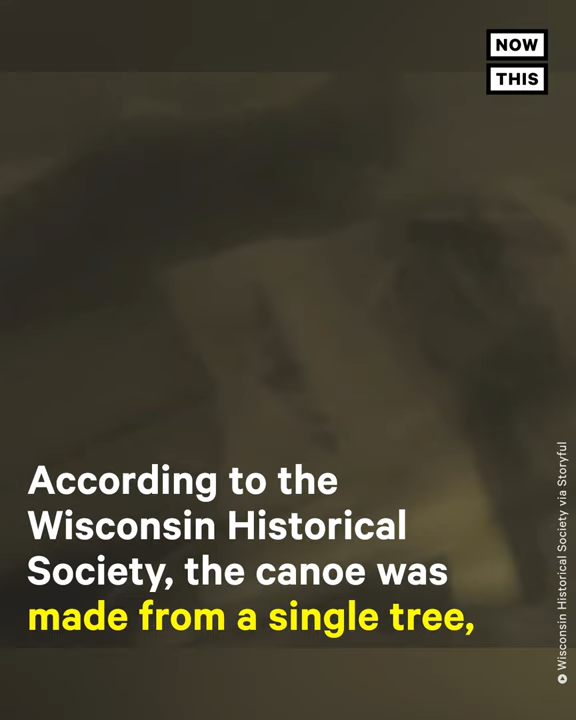 NOW
THIS
According to the
Wisconsin Historical
Society, the canoe was
made from a single tree,
Wisconsin Historical Society via Storyful